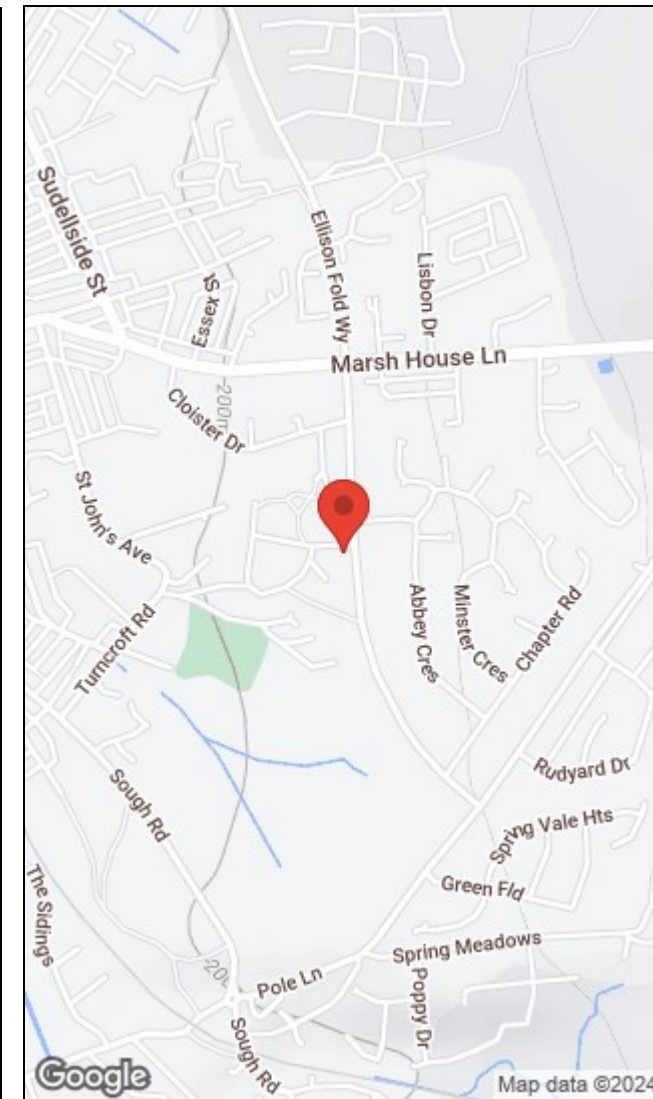 Sudellside St
Ellison Fold Wy
Lisbon Dr
Essex St
Marsh House Ln
200m
Cloister Dr
St John's Ave
Turncroft Rd
Abbey Cres
Minster Cres
Chapter Rd
Rudyard Dr
Sough Rd
Spring Vale Hts
Green Fld
The Sidings
Spring Meadows
Pole Ln
Poppy Dr
Sough Rd
Google
Map data ©2024